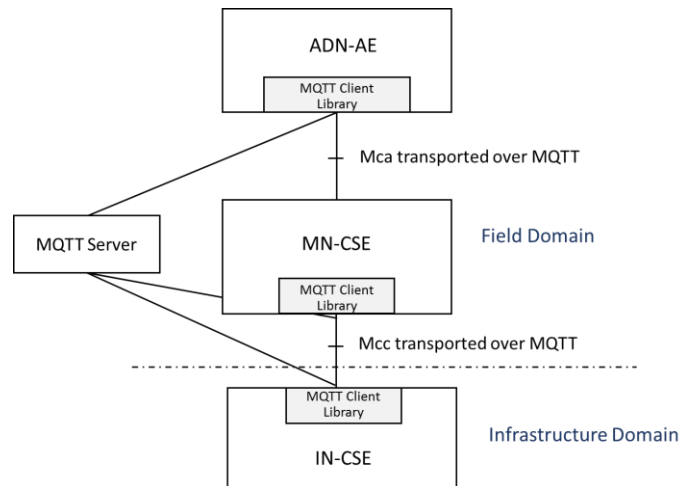 ADN-AE
MQTT Client
Library
Mca transported over MQTT
MQTT Server
MN-CSE
Field Domain
MQTT Client
Library
Mcc transported over MQTT
MQTT Client
Library
Infrastructure Domain
IN-CSE